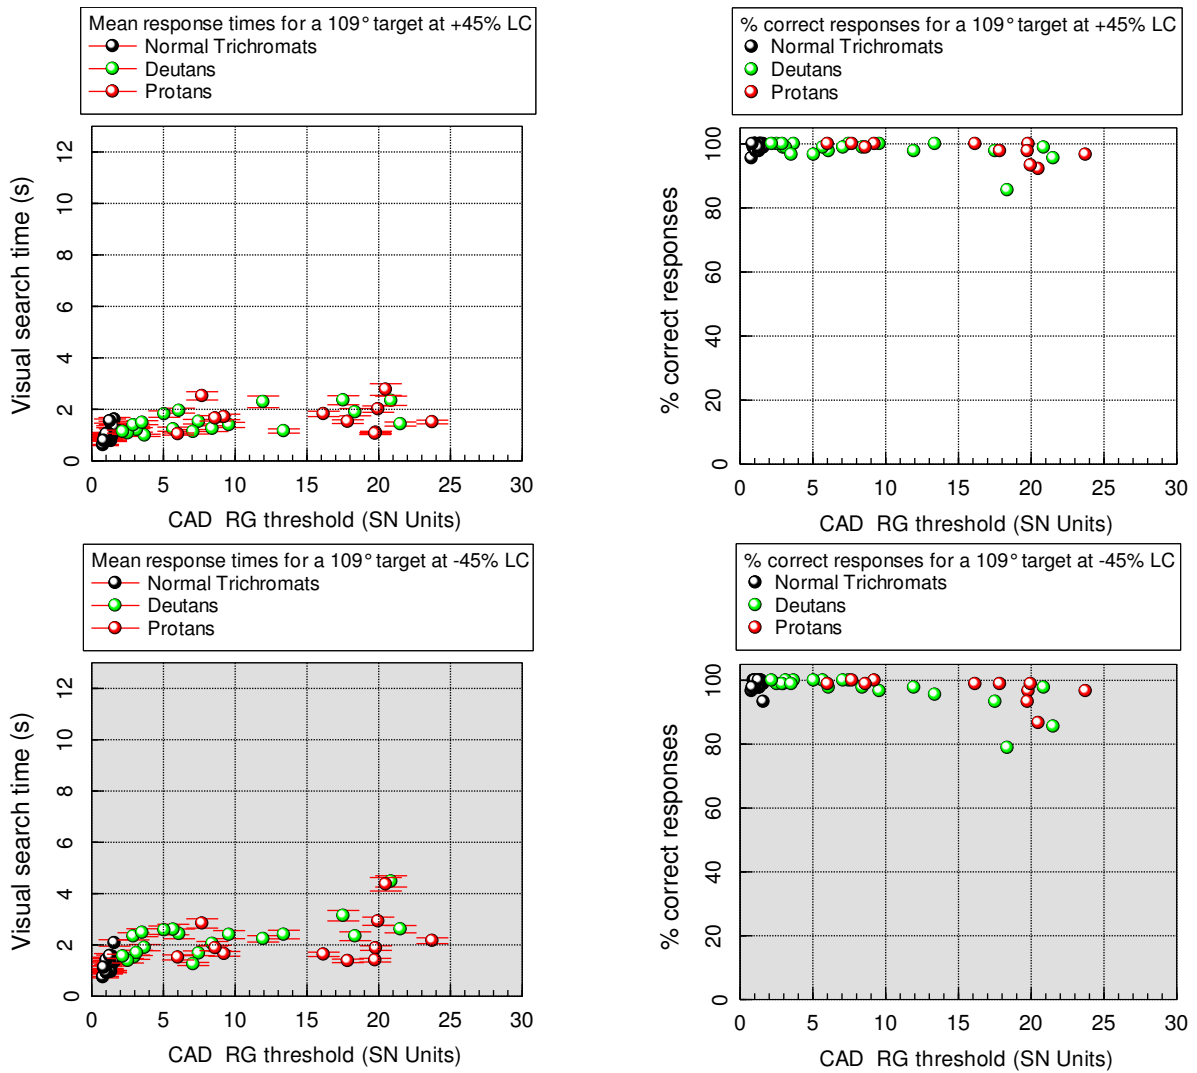 Mean response times for a 109° target at +45% LC
Normal Trichromats
Deutans
Protans
12
10
8
6
4
2
0
Visual search time (s)
0 5 10 15 20 25 30
CAD RG threshold (SN Units)
% correct responses for a 109° target at +45% LC
Normal Trichromats
Deutans
Protans
100
80
60
40
20
0
% correct responses
0 5 10 15 20 25 30
CAD RG threshold (SN Units)
Mean response times for a 109° target at -45% LC
Normal Trichromats
Deutans
Protans
12
10
8
6
4
2
0
Visual search time (s)
0 5 10 15 20 25 30
CAD RG threshold (SN Units)
% correct responses for a 109° target at -45% LC
Normal Trichromats
Deutans
Protans
100
80
60
40
20
0
% correct responses
0 5 10 15 20 25 30
CAD RG threshold (SN Units)